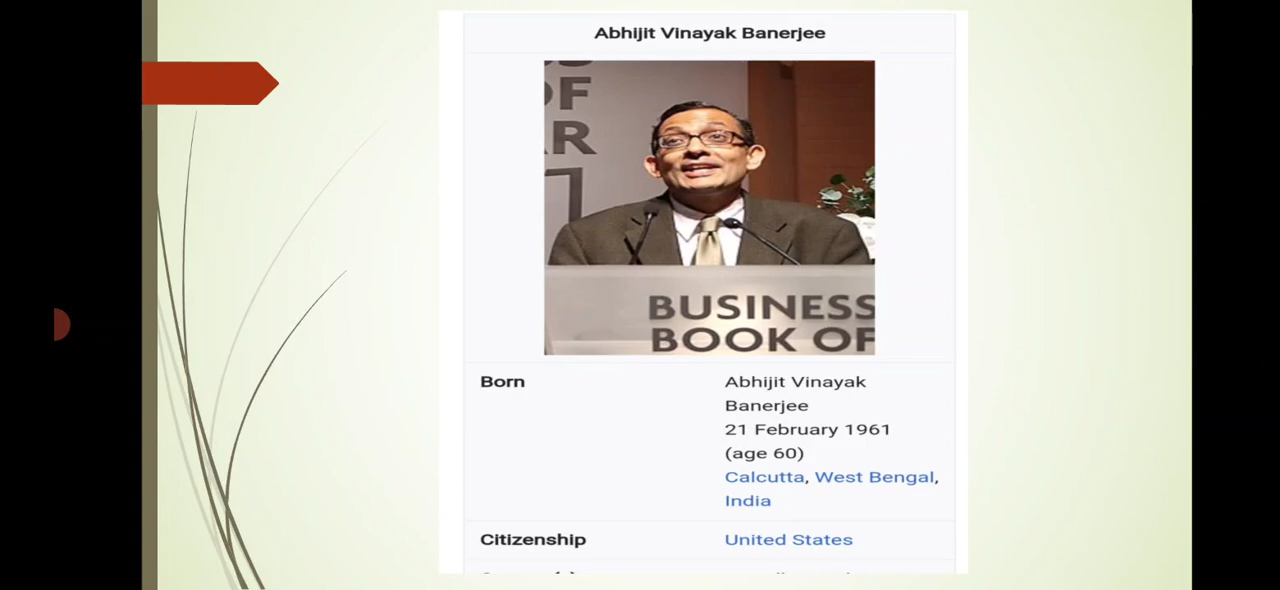 Abhijit Vinayak Banerjee
OF
AR
BUSINESS
BOOK OF
Born
Abhijit Vinayak
Banerjee
21 February 1961
(age 60)
Calcutta, West Bengal,
India
Citizenship
United States